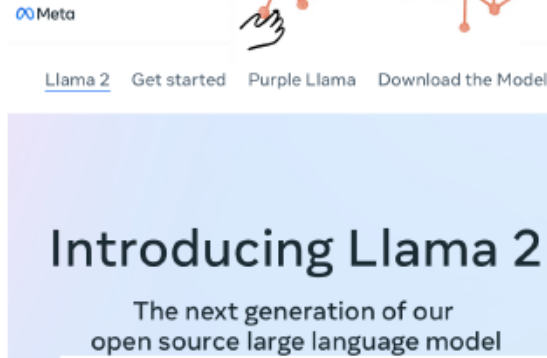 Meta
Llama 2 Get started Purple Llama Download the Model
Introducing Llama 2
The next generation of our
open source large language model